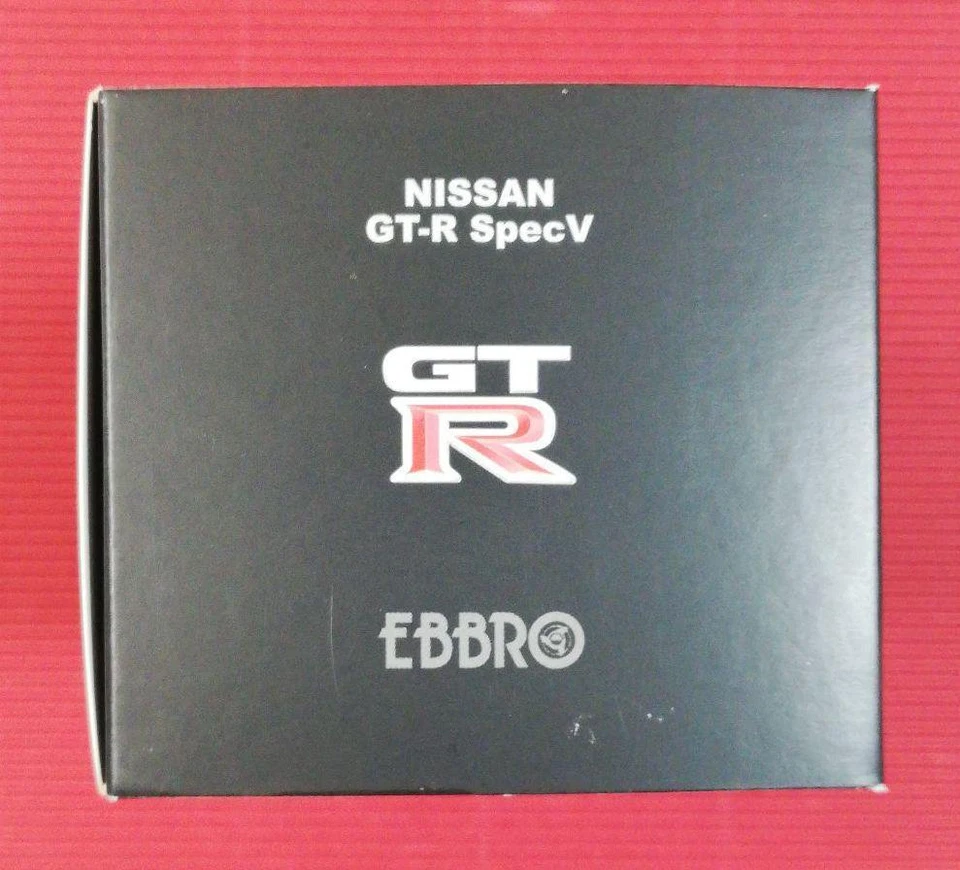 NISSAN
GT-R SpecV
GT
R
EBBRO